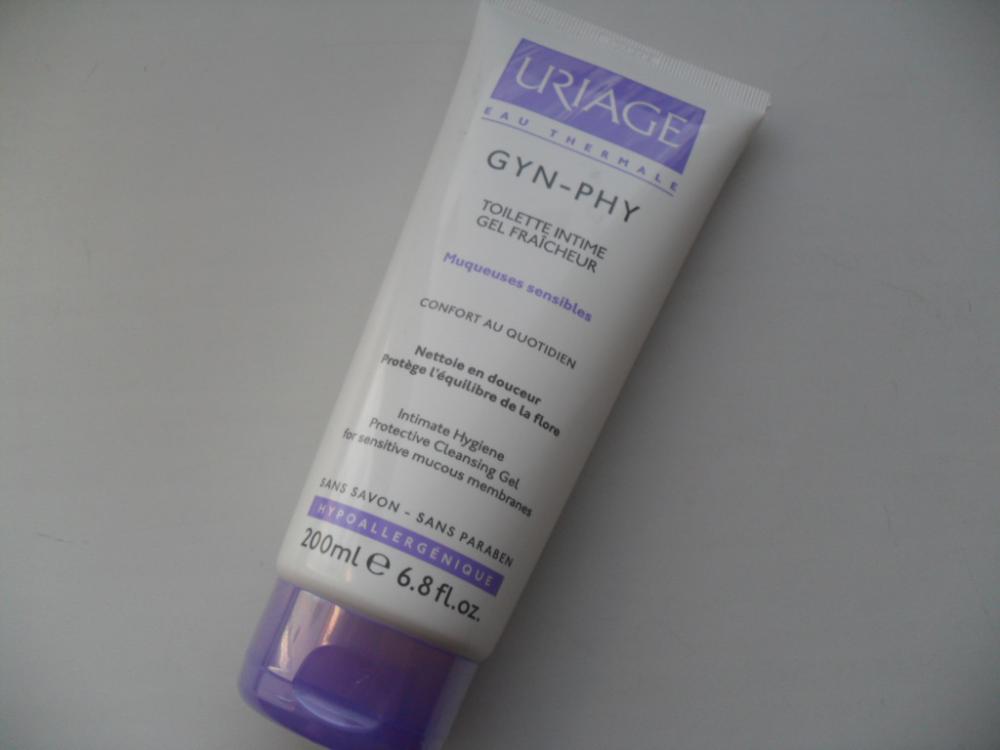 URIAGE
EAU THERMALE
GYN-PHY
TOILETTE INTIME
GEL FRAÎCHEUR
Muqueuses sensibles
CONFORT AU QUOTIDIEN
Nettoie en douceur
Protège l'équilibre de la flore
Intimate Hygiene
Protective Cleansing Gel
for sensitive mucous membranes
SANS SAVON - SANS PARABEN
HYPOALLERGÉNIQUE
200ml e 6.8fl.oz.